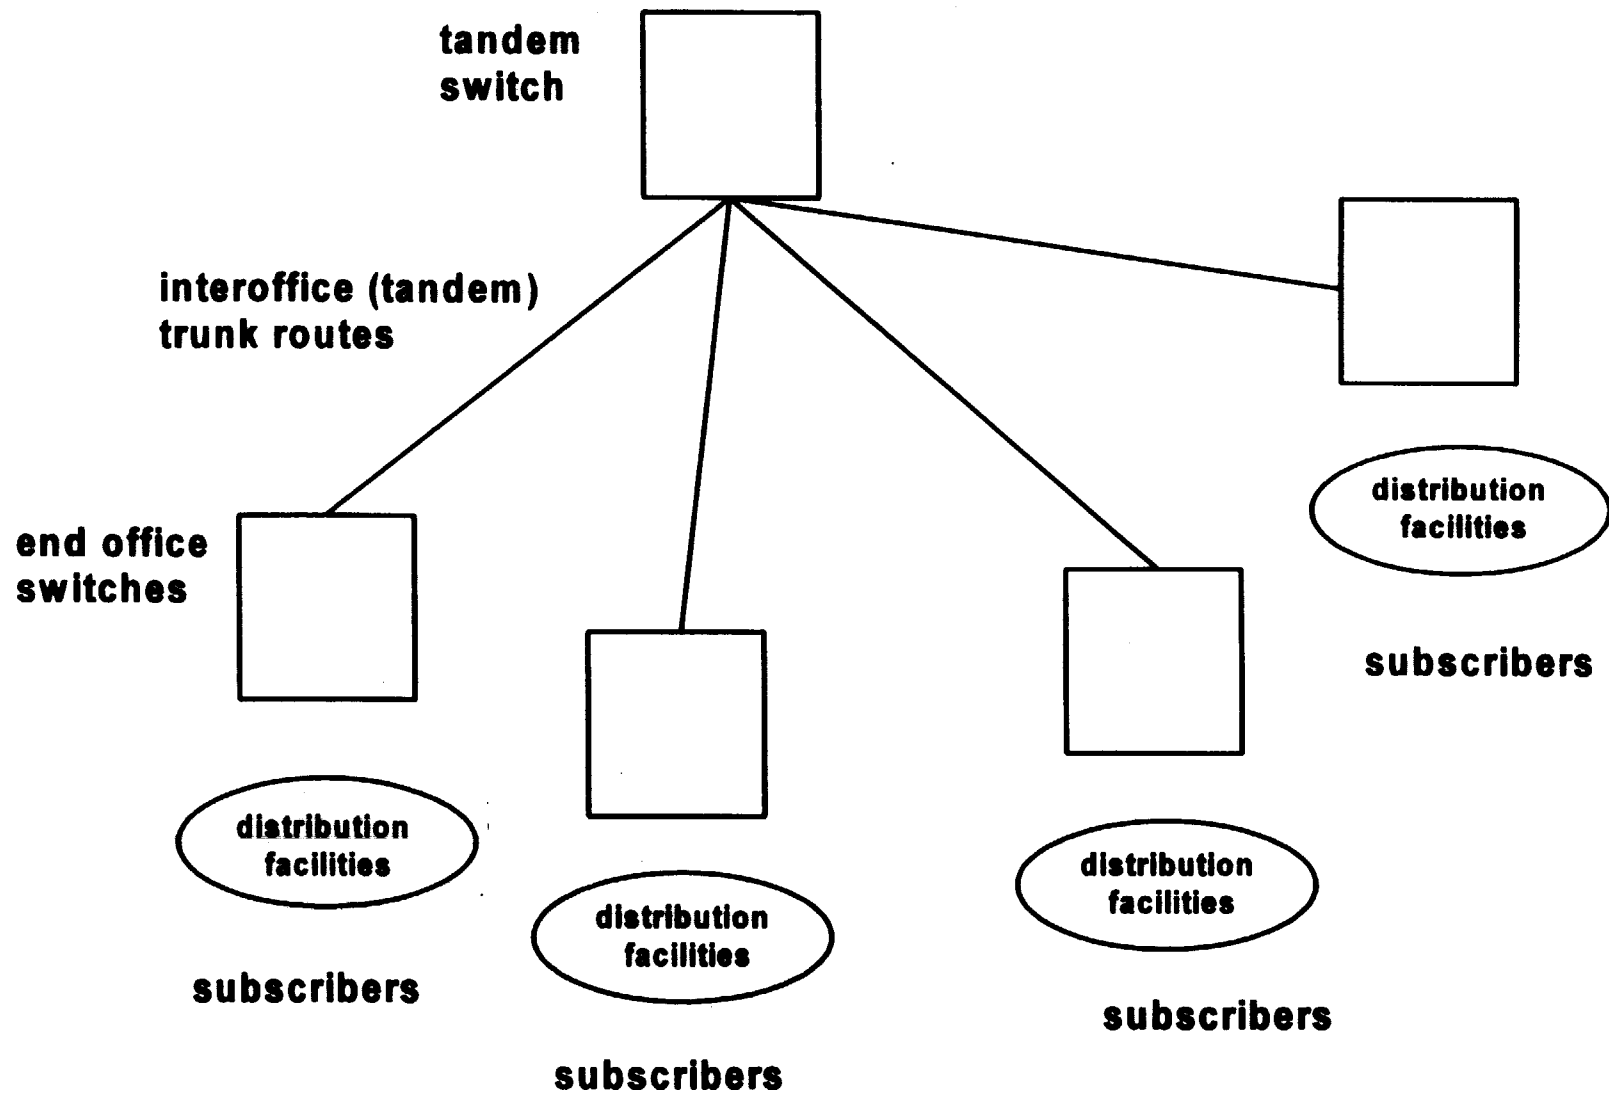 tandem
switch
interoffice (tandem)
trunk routes
end office
switches
distribution
facilities
subscribers
distribution
facilities
subscribers
distribution
facilities
subscribers
distribution
facilities
subscribers